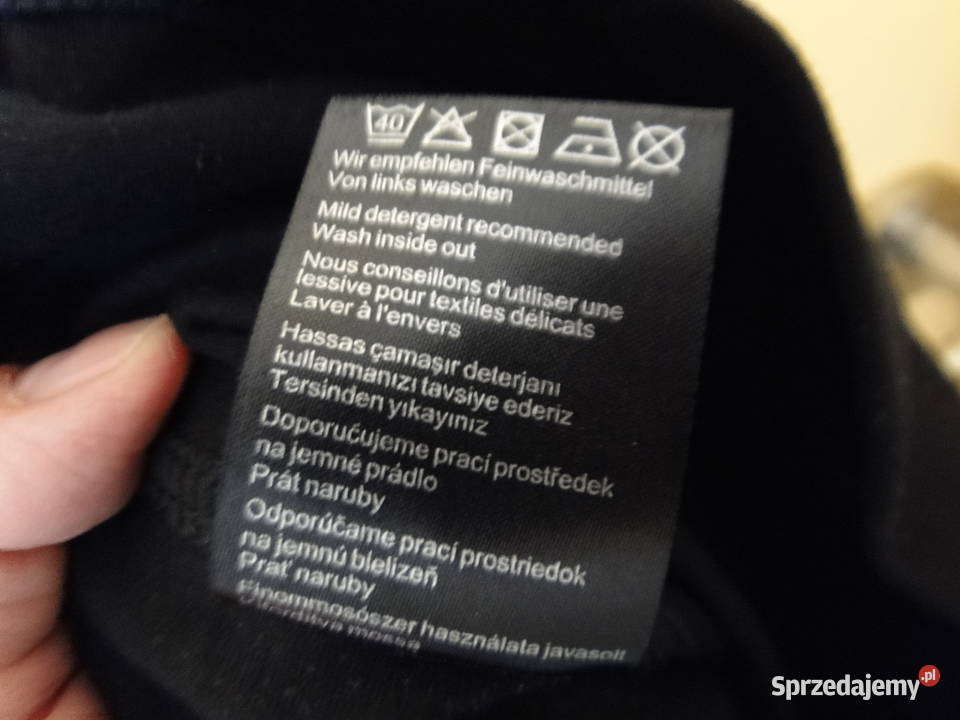 40
Wir empfehlen Feinwaschmittel
Von links waschen
Mild detergent recommended
Wash inside out
Nous conseillons d'utiliser une
lessive pour textiles délicats
Laver à l'envers
Hassas çamaşır deterjanı
kullanmanızı tavsiye ederiz
Tersinden yıkayınız
Doporučujeme prací prostředek
na jemné prádlo
Prát naruby
Odporúčame prací prostriedok
na jemnú bielizeň
Prať naruby
Finommosószer használata javasolt
mossa
Sprzedajemy.pl